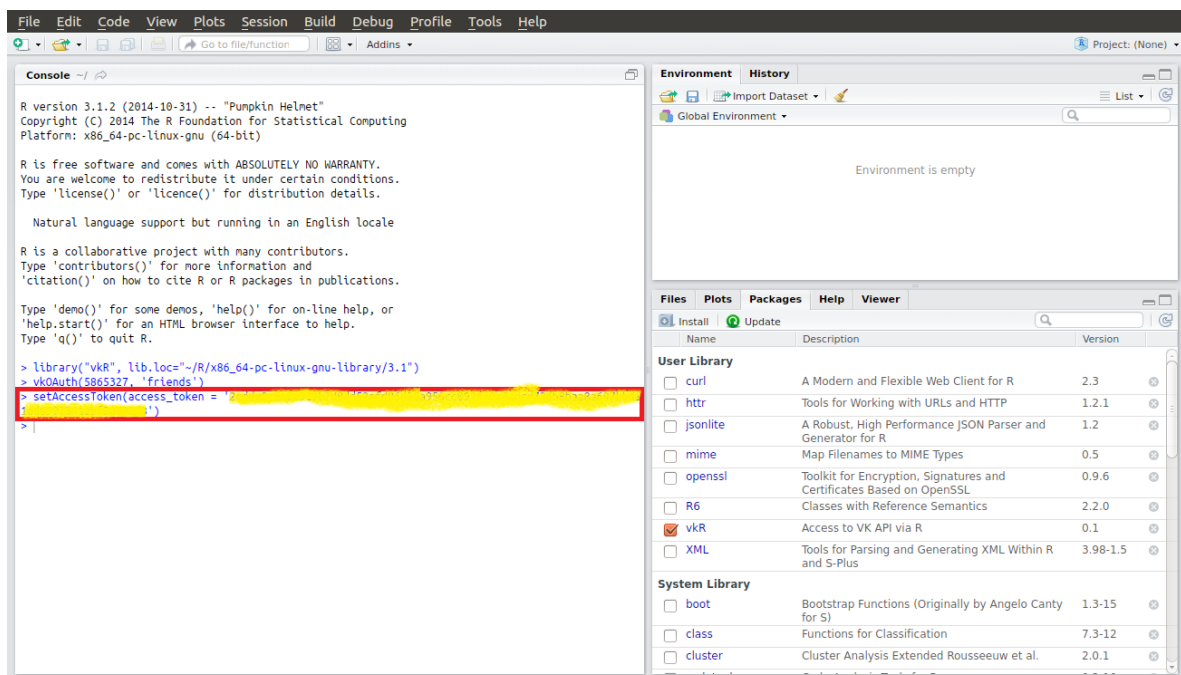 File Edit Code View Plots Session Build Debug Profile Tools Help
Go to file/function Addins Project: (None)
Console ~/
R version 3.1.2 (2014-10-31) -- "Pumpkin Helmet"
Copyright (C) 2014 The R Foundation for Statistical Computing
Platform: x86_64-pc-linux-gnu (64-bit)
R is free software and comes with ABSOLUTELY NO WARRANTY.
You are welcome to redistribute it under certain conditions.
Type 'license()' or 'licence()' for distribution details.
Natural language support but running in an English locale
R is a collaborative project with many contributors.
Type 'contributors()' for more information and
'citation()' on how to cite R or R packages in publications.
Type 'demo()' for some demos, 'help()' for on-line help, or
'help.start()' for an HTML browser interface to help.
Type 'q()' to quit R.
> library("vkR", lib.loc="~/R/x86_64-pc-linux-gnu-library/3.1")
> vkOAuth(5865327, 'friends')
> setAccessToken(access_token = '
')
>
Environment History
Import Dataset List
Global Environment
Environment is empty
Files Plots Packages Help Viewer
Install Update
Name Description Version
User Library
curl A Modern and Flexible Web Client for R 2.3
httr Tools for Working with URLs and HTTP 1.2.1
jsonlite A Robust, High Performance JSON Parser and 1.2
Generator for R
mime Map Filenames to MIME Types 0.5
openssl Toolkit for Encryption, Signatures and 0.9.6
Certificates Based on OpenSSL
R6 Classes with Reference Semantics 2.2.0
vkR Access to VK API via R 0.1
XML Tools for Parsing and Generating XML Within R 3.98-1.5
and S-Plus
System Library
boot Bootstrap Functions (Originally by Angelo Canty 1.3-15
for S)
class Functions for Classification 7.3-12
cluster Cluster Analysis Extended Rousseeuw et al. 2.0.1